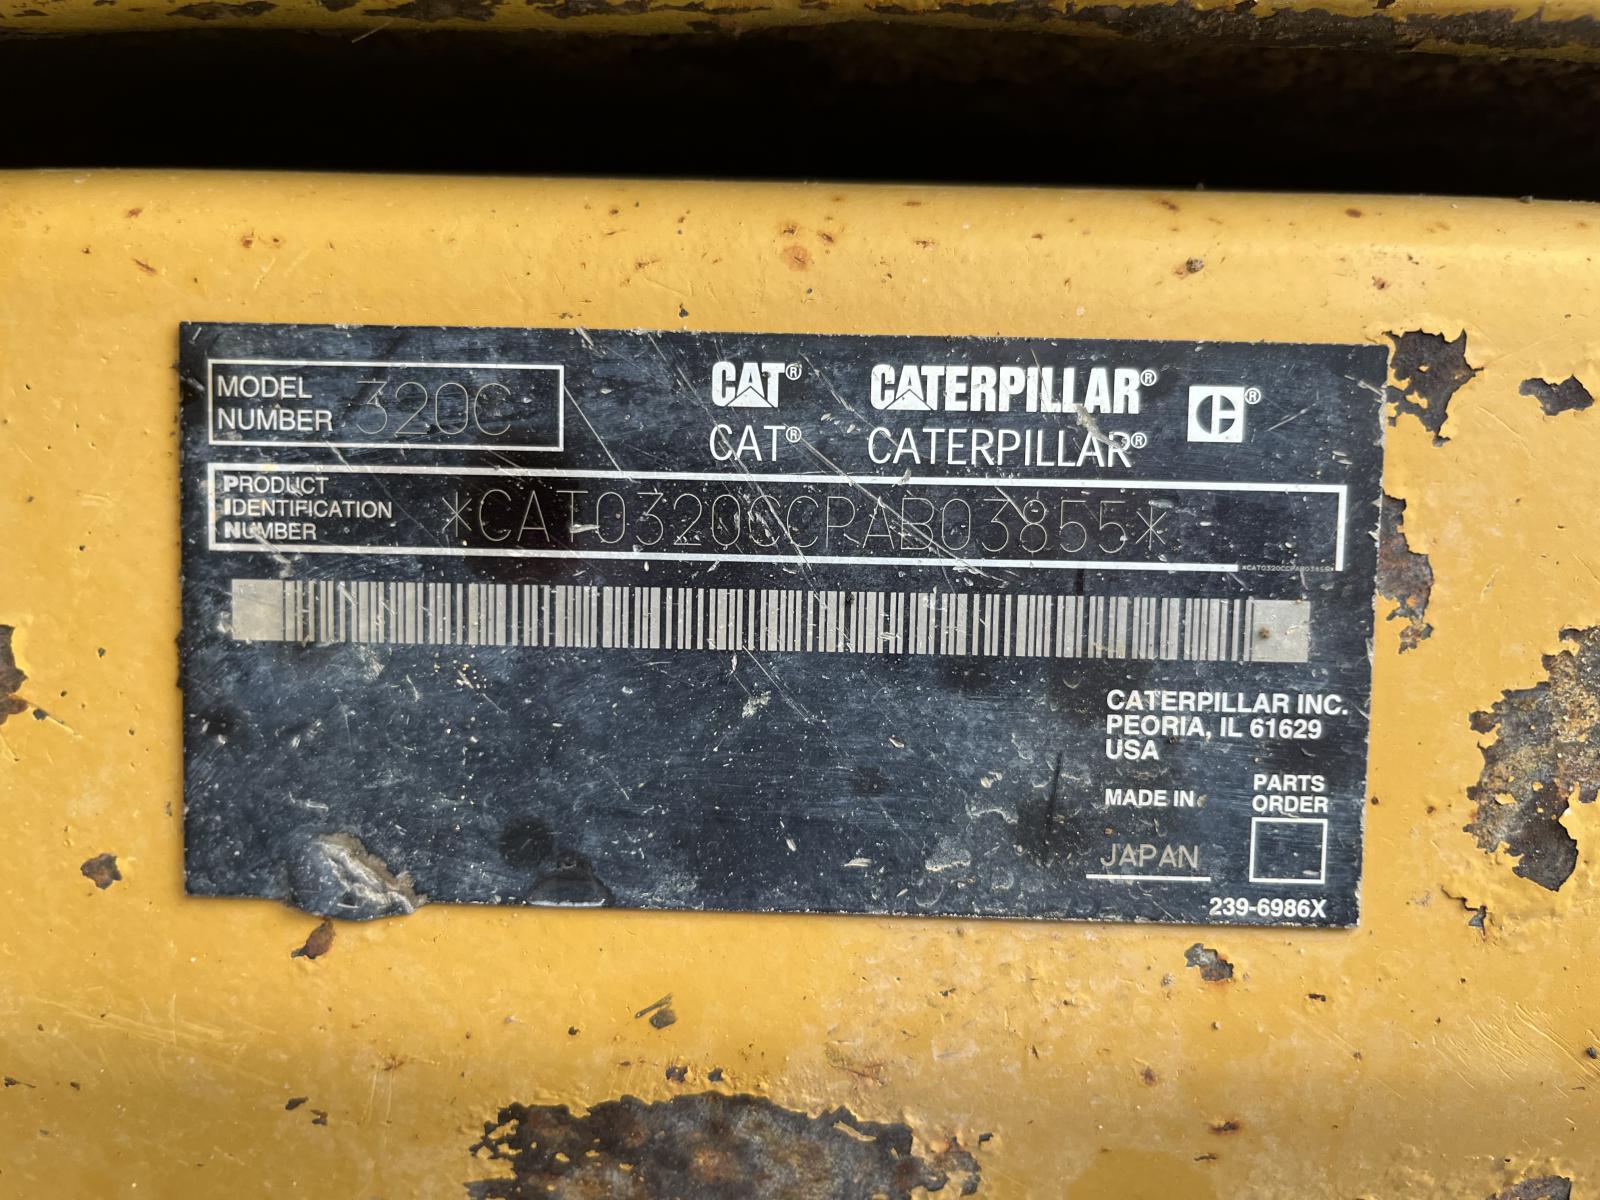 MODEL NUMBER 320C
CAT® CATERPILLAR® C®
CAT® CATERPILLAR®
PRODUCT IDENTIFICATION NUMBER *CAT0320CCPAB03855*
*CAT0320CCPAB03855*
CATERPILLAR INC.
PEORIA, IL 61629
USA
MADE IN
JAPAN
PARTS
ORDER
239-6986X